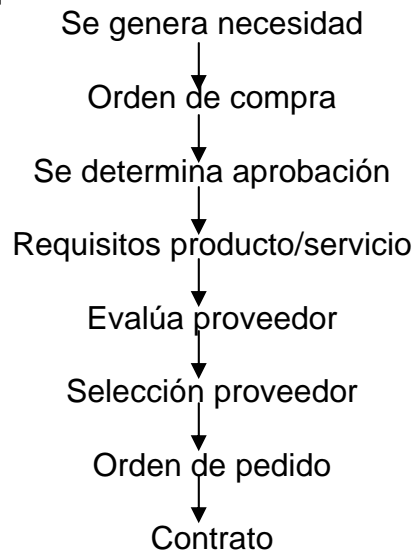 Se genera necesidad
Orden de compra
Se determina aprobación
Requisitos producto/servicio
Evalúa proveedor
Selección proveedor
Orden de pedido
Contrato